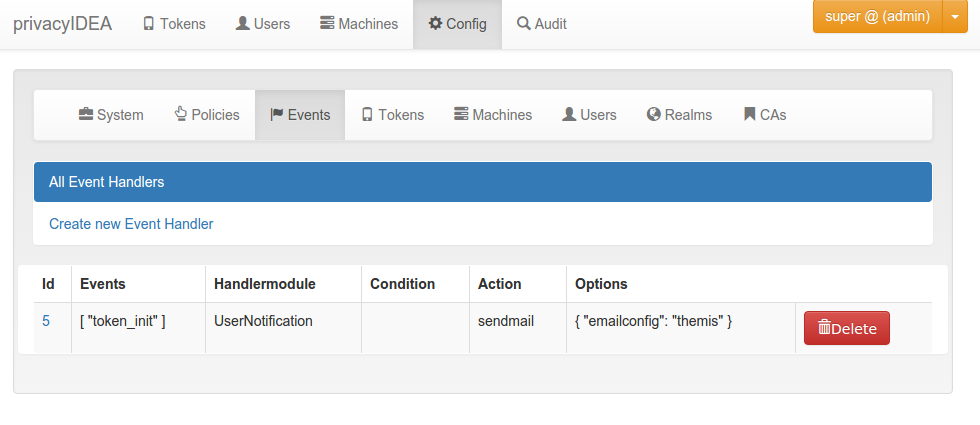 privacyIDEA Tokens Users Machines Config Audit super @ (admin)
System Policies Events Tokens Machines Users Realms CAs
All Event Handlers
Create new Event Handler
Id Events Handlermodule Condition Action Options
5 [ "token_init" ] UserNotification sendmail { "emailconfig": "themis" } Delete